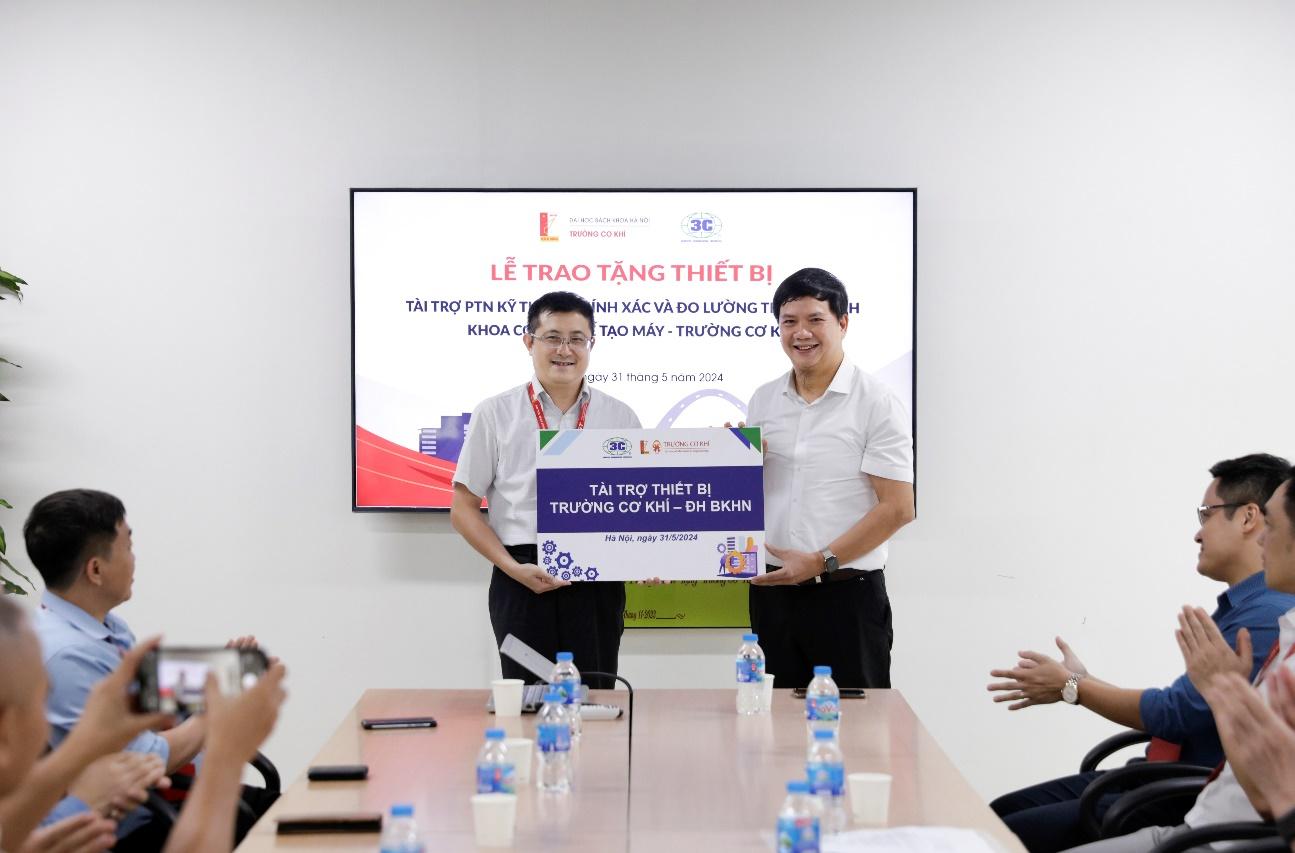 ĐẠI HỌC BÁCH KHOA HÀ NỘI
TRƯỜNG CƠ KHÍ
3C
LỄ TRAO TẶNG THIẾT BỊ
TÀI TRỢ PTN KỸ ÍNH XÁC VÀ ĐO LƯỜNG
KHOA TẠO MÁY - TRƯỜNG CƠ
31 tháng 5 năm 2024
3C
TRƯỜNG CƠ KHÍ
TÀI TRỢ THIẾT BỊ
TRƯỜNG CƠ KHÍ – ĐH BKHN
Hà Nội, ngày 31/5/2024